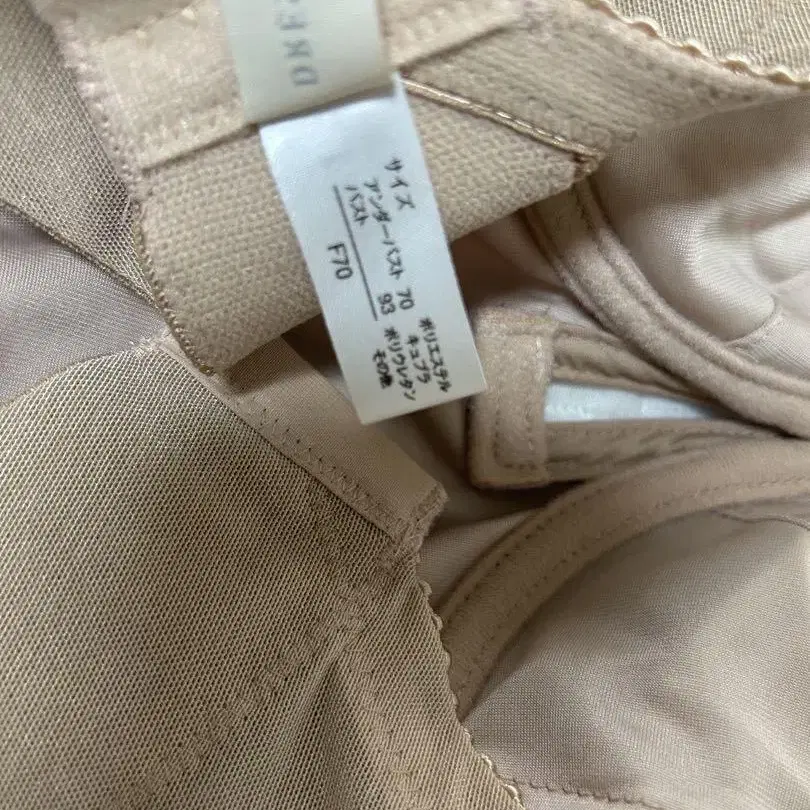 DRE
サイズ
アンダーバスト 70
バスト 93
F70
ポリエステル
キュプラ
ポリウレタン
その他